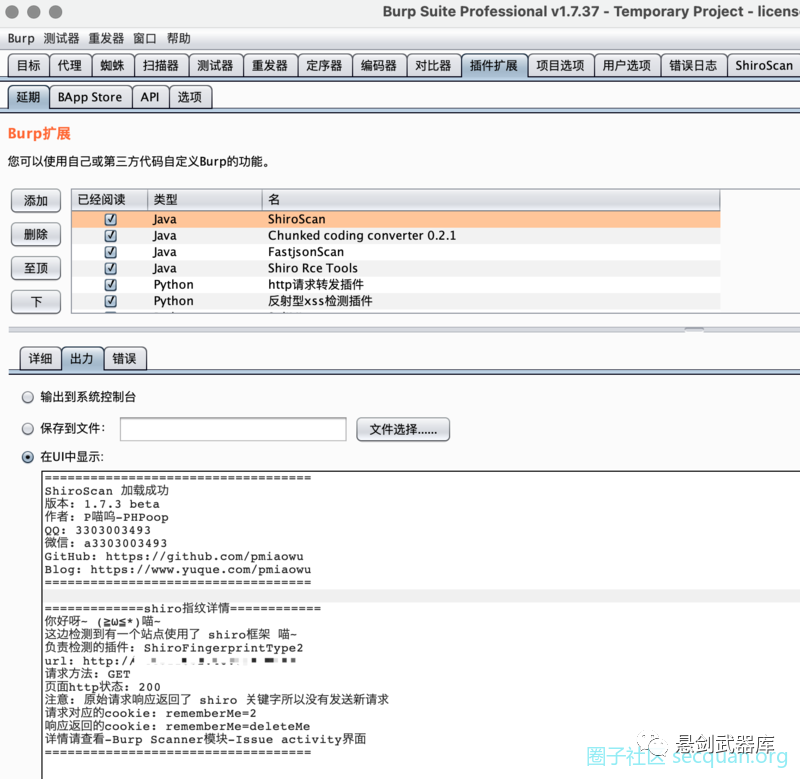 Burp Suite Professional v1.7.37 - Temporary Project - licens
Burp 测试器 重发器 窗口 帮助
目标 代理 蜘蛛 扫描器 测试器 重发器 定序器 编码器 对比器 插件扩展 项目选项 用户选项 错误日志 ShiroScan
延期 BApp Store API 选项
Burp扩展
您可以使用自己或第三方代码自定义Burp的功能。
添加 已经阅读 类型 名
Java ShiroScan
删除 Java Chunked coding converter 0.2.1
Java FastjsonScan
至顶 Java Shiro Rce Tools
Python http请求转发插件
下 Python 反射型xss检测插件
详细 出力 错误
输出到系统控制台
保存到文件: 文件选择......
在UI中显示:
===================================
ShiroScan 加载成功
版本: 1.7.3 beta
作者: P喵呜-PHPoop
QQ: 3303003493
微信: a3303003493
GitHub: https://github.com/pmiaowu
Blog: https://www.yuque.com/pmiaowu
===================================
=============shiro指纹详情============
你好呀~ (≧ω≦*)喵~
这边检测到有一个站点使用了 shiro框架 喵~
负责检测的插件: ShiroFingerprintType2
url: http:/
请求方法: GET
页面http状态: 200
注意: 原始请求响应返回了 shiro 关键字所以没有发送新请求
请求对应的cookie: rememberMe=2
响应返回的cookie: rememberMe=deleteMe
详情请查看-Burp Scanner模块-Issue activity界面
===================================
悬剑武器库
圈子社区 secquan.org